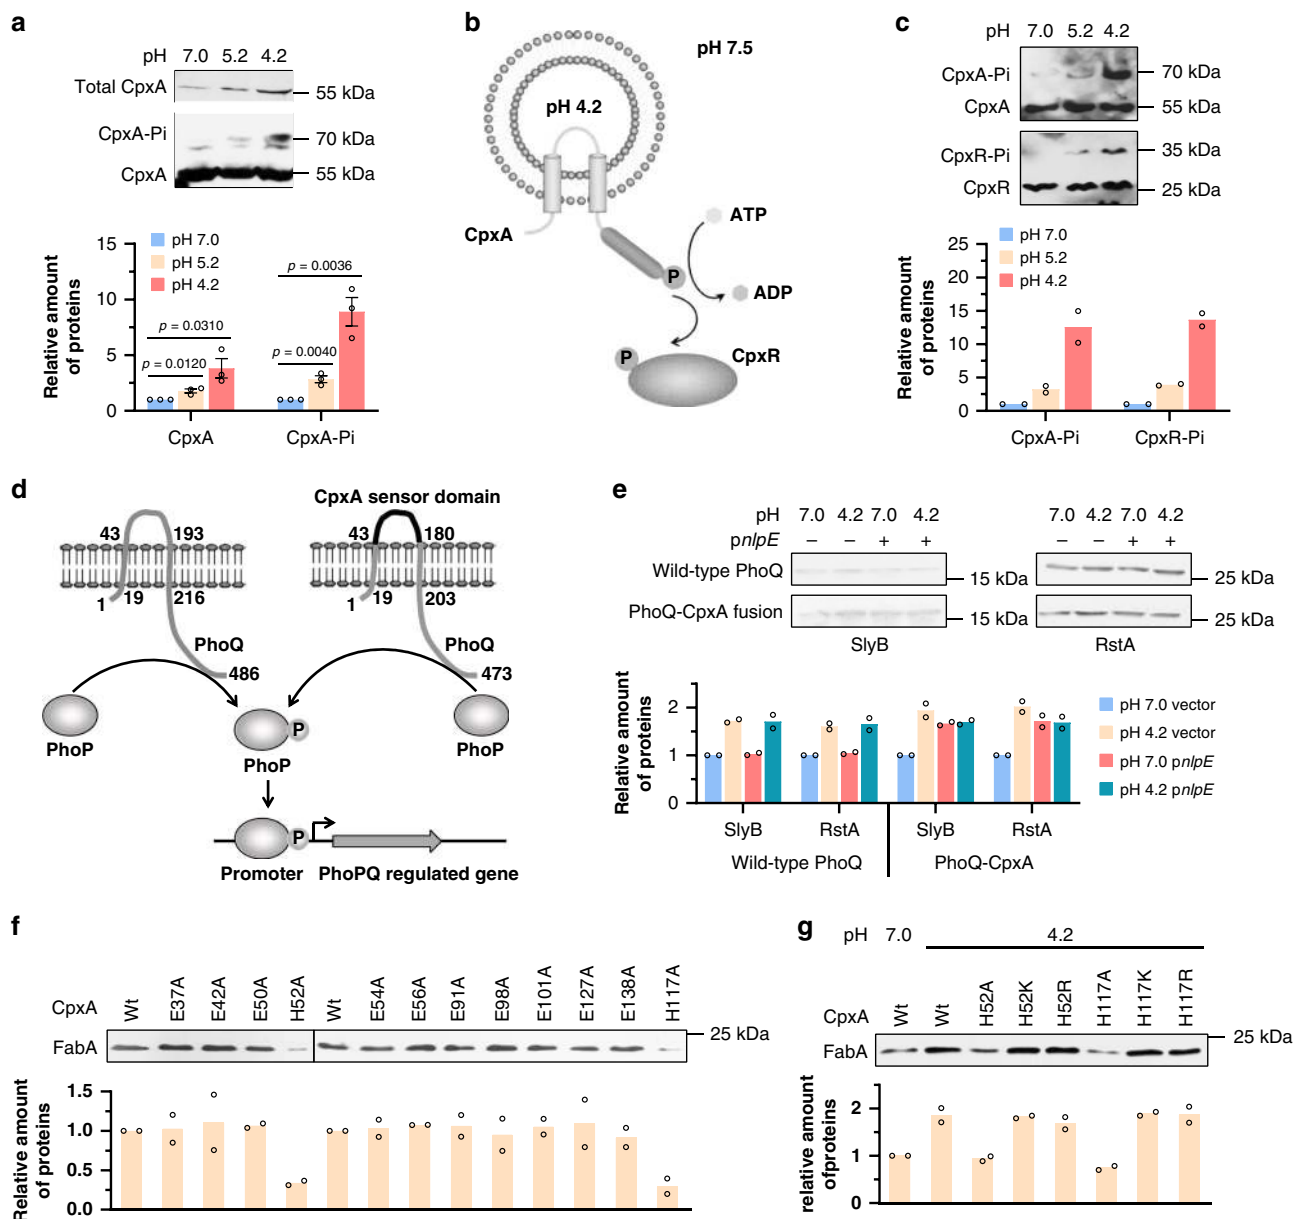 a
pH 7.0 5.2 4.2
Total CpxA
55 kDa
CpxA-Pi
70 kDa
CpxA
55 kDa
Relative amount of proteins
15
10
5
0
pH 7.0
pH 5.2
pH 4.2
p = 0.0310
p = 0.0120
p = 0.0036
p = 0.0040
CpxA
CpxA-Pi
b
pH 7.5
pH 4.2
CpxA
ATP
P
ADP
P
CpxR
c
pH 7.0 5.2 4.2
CpxA-Pi
70 kDa
CpxA
55 kDa
CpxR-Pi
35 kDa
CpxR
25 kDa
Relative amount of proteins
25
20
15
10
5
0
pH 7.0
pH 5.2
pH 4.2
CpxA-Pi
CpxR-Pi
d
CpxA sensor domain
43 193
1 19 216
PhoQ
486
43 180
1 19 203
PhoQ
473
PhoP
PhoP
P
PhoP
P
Promoter
PhoPQ regulated gene
e
pH 7.0 4.2 7.0 4.2
pnlpE – – + +
7.0 4.2 7.0 4.2
– – + +
Wild-type PhoQ
15 kDa
25 kDa
PhoQ-CpxA fusion
15 kDa
25 kDa
SlyB
RstA
Relative amount of proteins
2
1
0
pH 7.0 vector
pH 4.2 vector
pH 7.0 pnlpE
pH 4.2 pnlpE
SlyB RstA SlyB RstA
Wild-type PhoQ
PhoQ-CpxA
f
CpxA
Wt E37A E42A E50A H52A Wt E54A E56A E91A E98A E101A E127A E138A H117A
25 kDa
FabA
Relative amount of proteins
1.5
1.0
0.5
0.0
g
pH 7.0 4.2
CpxA
Wt Wt H52A H52K H52R H117A H117K H117R
25 kDa
FabA
relative amount ofproteins
2
1
0